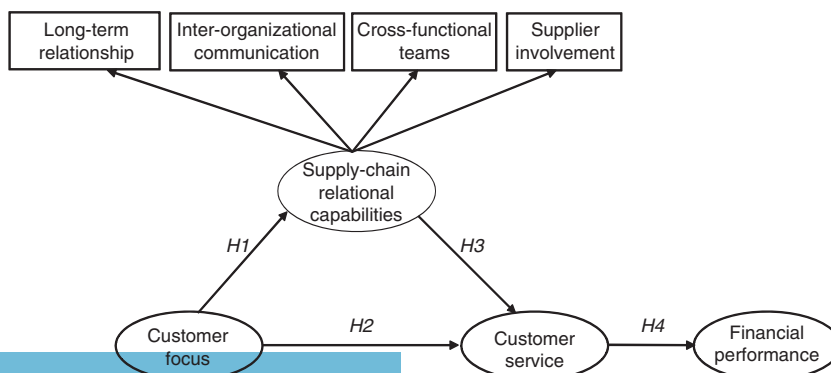 Long-term
relationship
Inter-organizational
communication
Cross-functional
teams
Supplier
involvement
Supply-chain
relational
capabilities
H1
H3
H2
H4
Customer
focus
Customer
service
Financial
performance